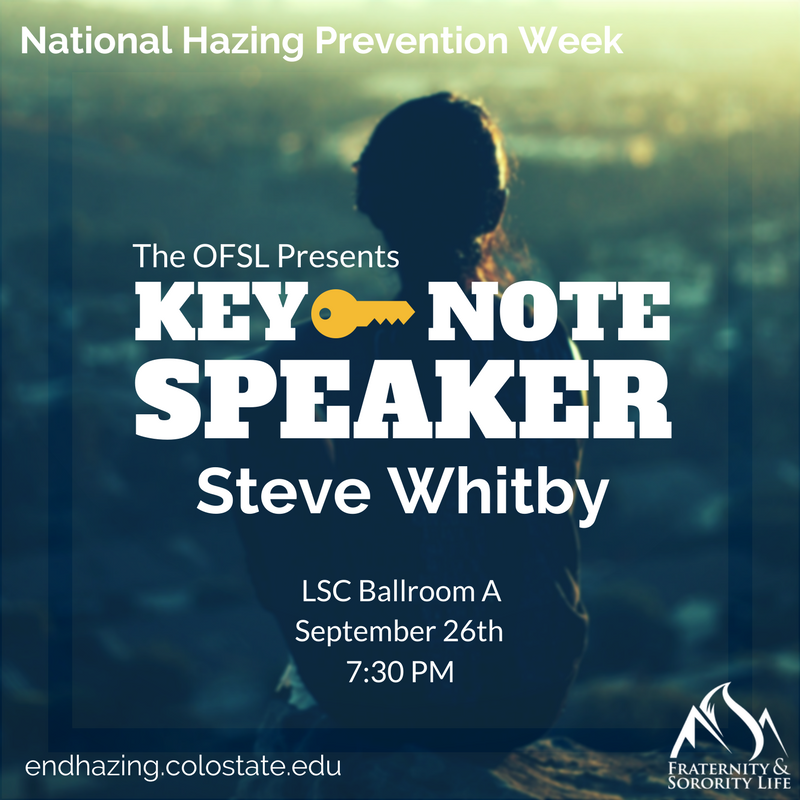 National Hazing Prevention Week
The OFSL Presents
KEY NOTE
SPEAKER
Steve Whitby
LSC Ballroom A
September 26th
7:30 PM
endhazing.colostate.edu
FRATERNITY &
SORORITY LIFE